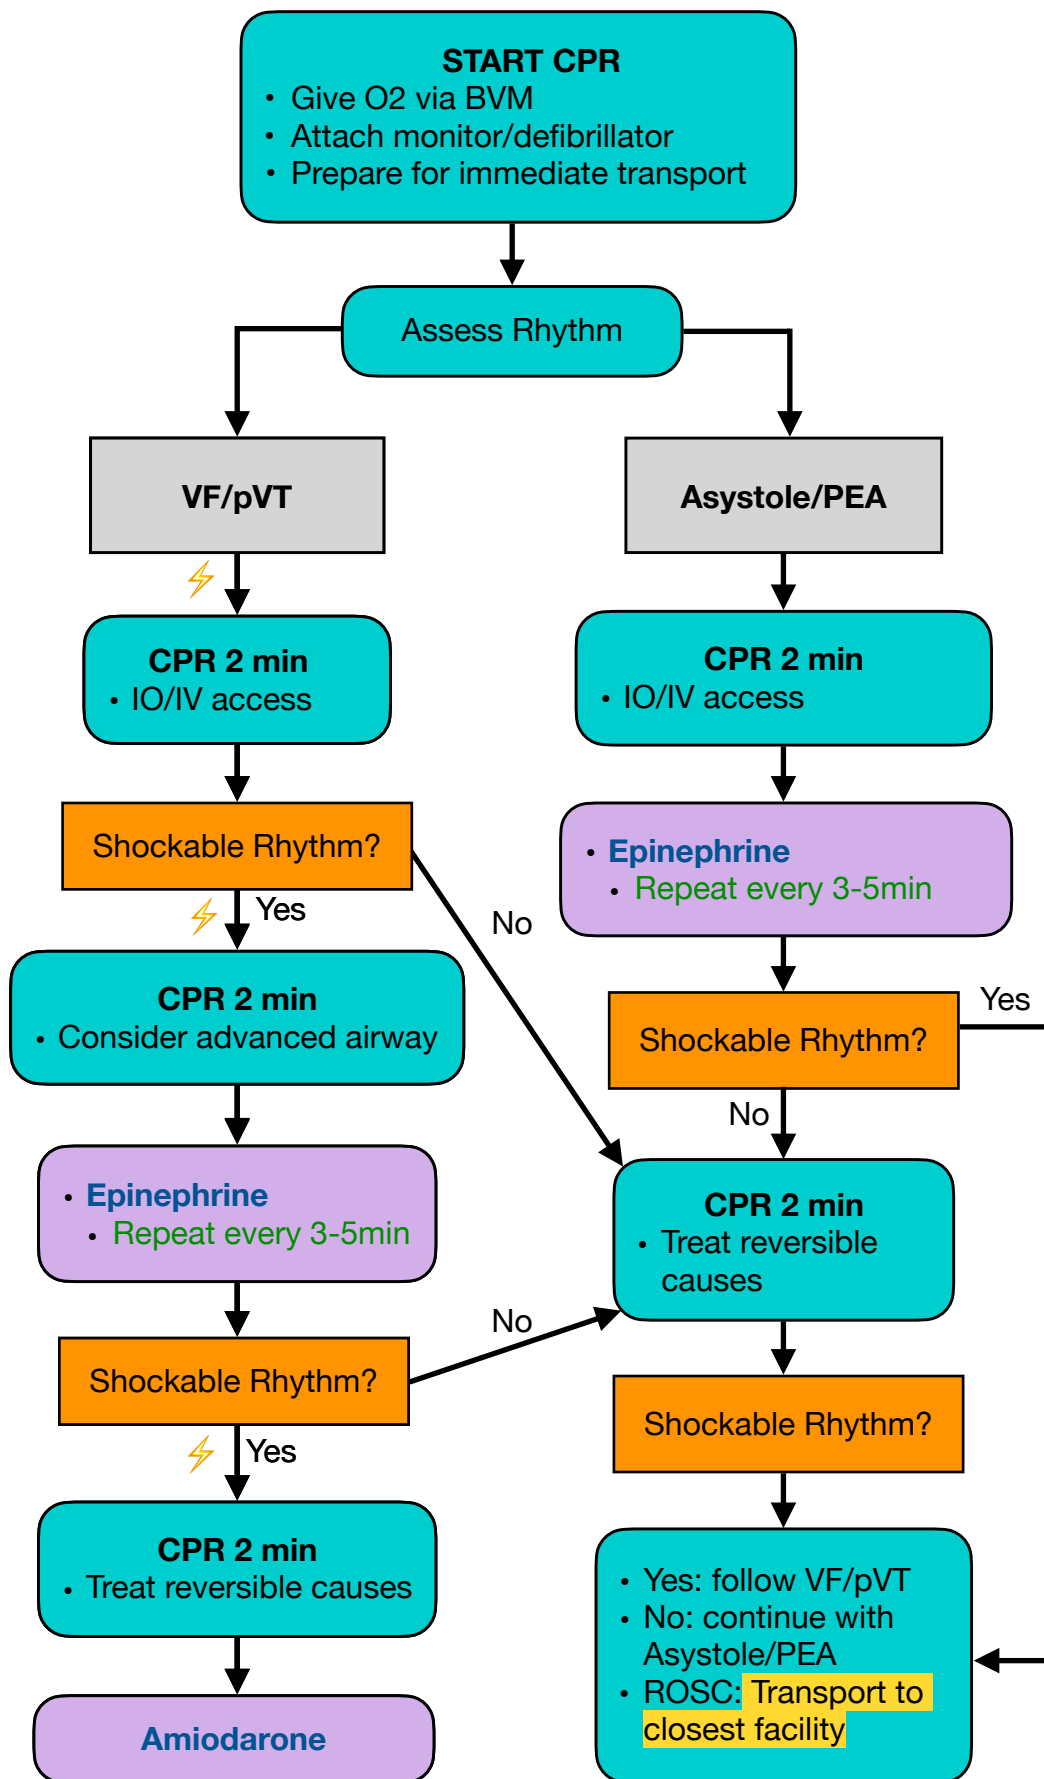 START CPR
• Give O2 via BVM
• Attach monitor/defibrillator
• Prepare for immediate transport
Assess Rhythm
VF/pVT
CPR 2 min
• IO/IV access
Shockable Rhythm?
Yes
No
CPR 2 min
• Consider advanced airway
• Epinephrine
• Repeat every 3-5min
Shockable Rhythm?
No
Yes
CPR 2 min
• Treat reversible causes
Amiodarone
Asystole/PEA
CPR 2 min
• IO/IV access
• Epinephrine
• Repeat every 3-5min
Shockable Rhythm?
Yes
No
CPR 2 min
• Treat reversible
causes
Shockable Rhythm?
• Yes: follow VF/pVT
• No: continue with
Asystole/PEA
• ROSC: Transport to
closest facility